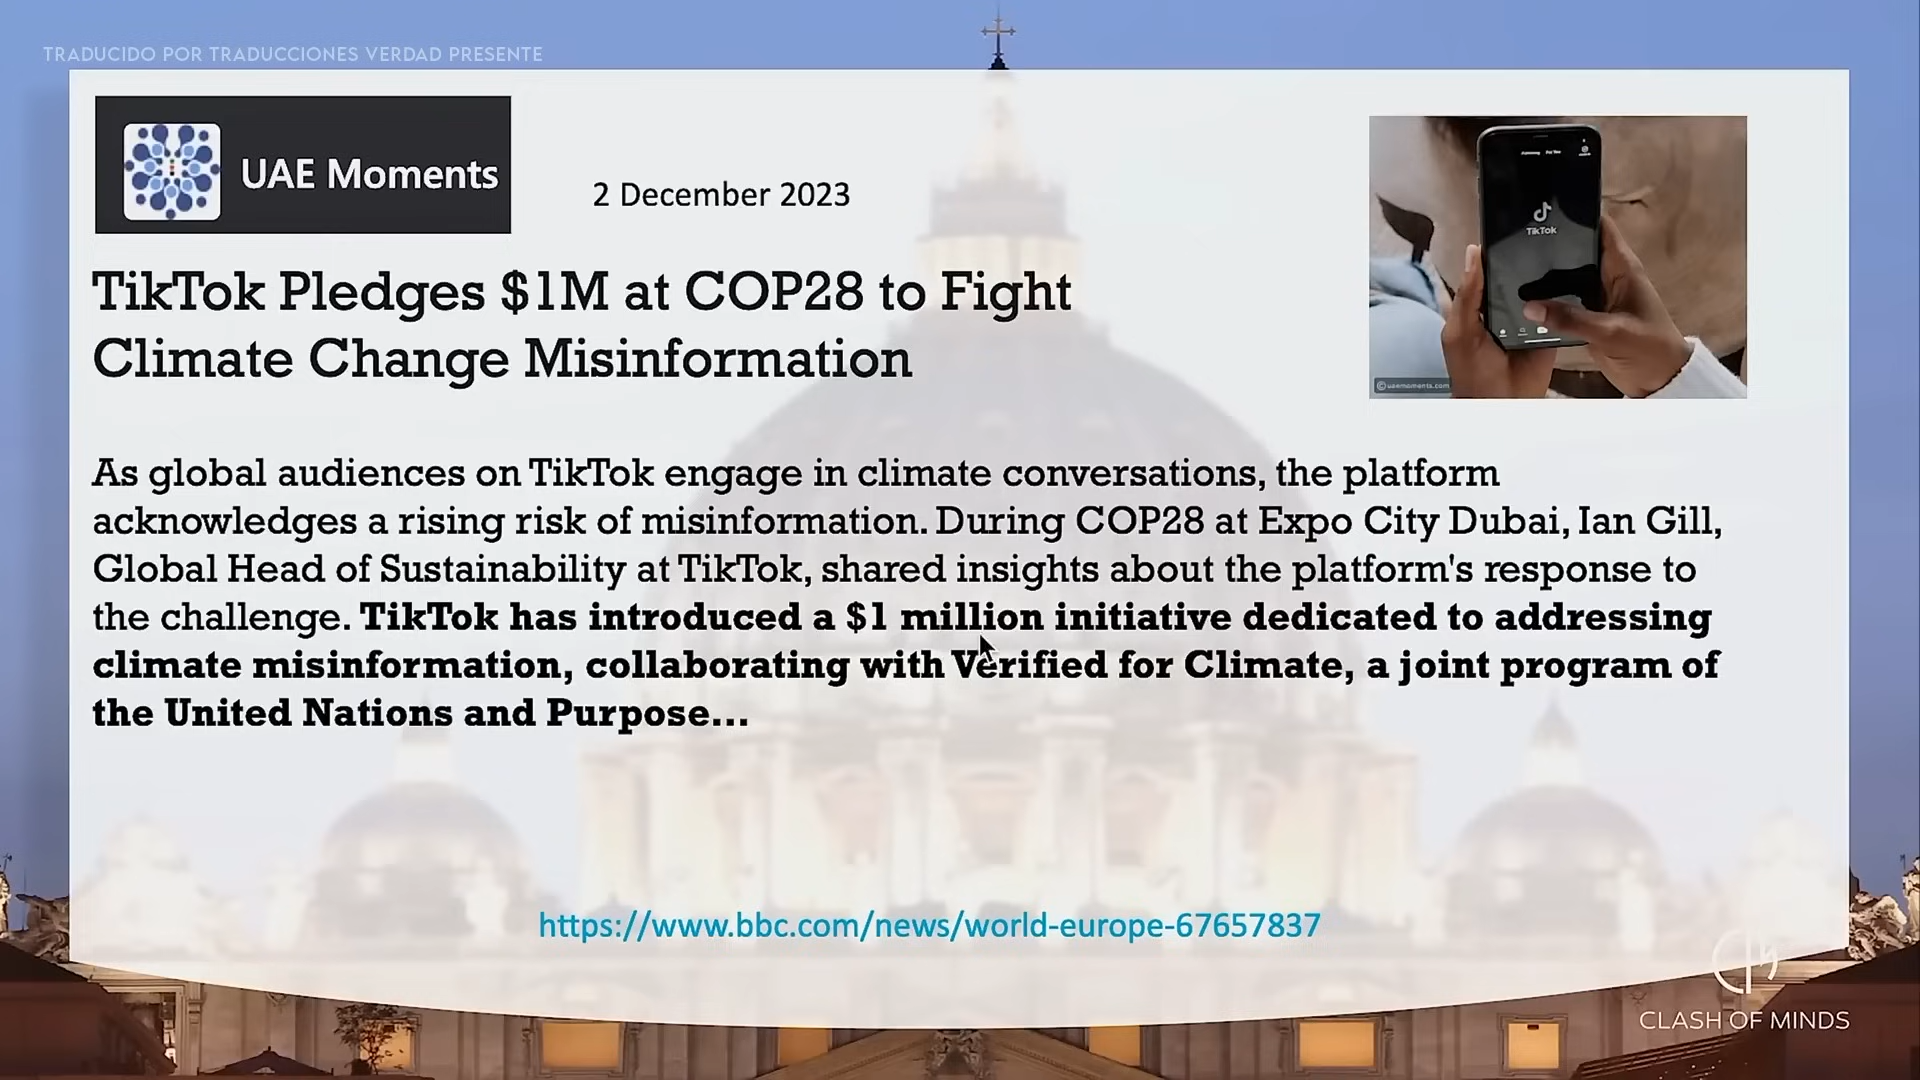 TRADUCIDO POR TRADUCCIONES VERDAD PRESENTE
UAE Moments
2 December 2023
TikTok
©uaemoments.com
TikTok Pledges $1M at COP28 to Fight
Climate Change Misinformation
As global audiences on TikTok engage in climate conversations, the platform
acknowledges a rising risk of misinformation. During COP28 at Expo City Dubai, Ian Gill,
Global Head of Sustainability at TikTok, shared insights about the platform's response to
the challenge. TikTok has introduced a $1 million initiative dedicated to addressing
climate misinformation, collaborating with Verified for Climate, a joint program of
the United Nations and Purpose...
https://www.bbc.com/news/world-europe-67657837
CLASH OF MINDS